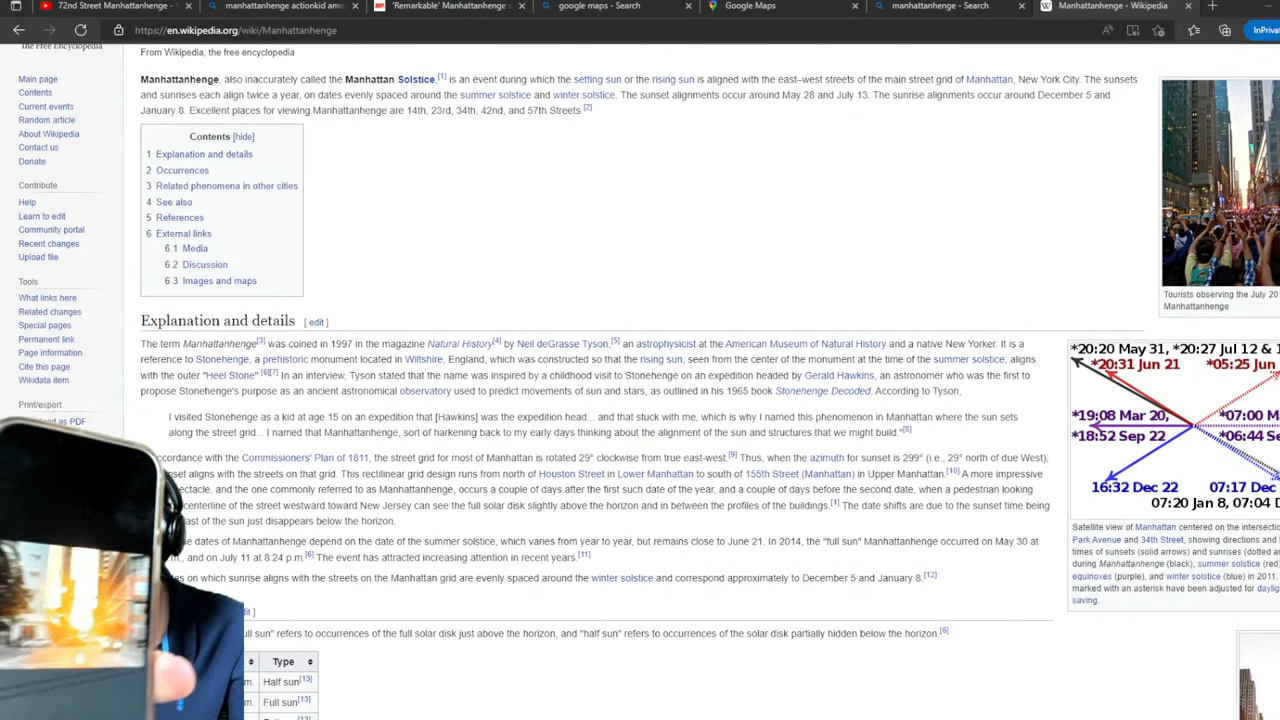 72nd Street Manhattanhenge -
manhattanhenge actionkid amn
'Remarkable' Manhattanhenge
google maps - Search
Google Maps
manhattanhenge - Search
Manhattanhenge - Wikipedia
https://en.wikipedia.org/wiki/Manhattanhenge
InPrivate
The Free Encyclopedia
Main page
Contents
Current events
Random article
About Wikipedia
Contact us
Donate
Contribute
Help
Learn to edit
Community portal
Recent changes
Upload file
Tools
What links here
Related changes
Special pages
Permanent link
Page information
Cite this page
Wikidata item
Print/export
as PDF
From Wikipedia, the free encyclopedia
Manhattanhenge, also inaccurately called the Manhattan Solstice,[1] is an event during which the setting sun or the rising sun is aligned with the east–west streets of the main street grid of Manhattan, New York City. The sunsets
and sunrises each align twice a year, on dates evenly spaced around the summer solstice and winter solstice. The sunset alignments occur around May 28 and July 13. The sunrise alignments occur around December 5 and
January 8. Excellent places for viewing Manhattanhenge are 14th, 23rd, 34th, 42nd, and 57th Streets.[2]
Contents [hide]
1 Explanation and details
2 Occurrences
3 Related phenomena in other cities
4 See also
5 References
6 External links
6.1 Media
6.2 Discussion
6.3 Images and maps
Explanation and details [ edit ]
The term Manhattanhenge[3] was coined in 1997 in the magazine Natural History[4] by Neil deGrasse Tyson,[5] an astrophysicist at the American Museum of Natural History and a native New Yorker. It is a
reference to Stonehenge, a prehistoric monument located in Wiltshire, England, which was constructed so that the rising sun, seen from the center of the monument at the time of the summer solstice, aligns
with the outer "Heel Stone".[6][7] In an interview, Tyson stated that the name was inspired by a childhood visit to Stonehenge on an expedition headed by Gerald Hawkins, an astronomer who was the first to
propose Stonehenge's purpose as an ancient astronomical observatory used to predict movements of sun and stars, as outlined in his 1965 book Stonehenge Decoded. According to Tyson,
I visited Stonehenge as a kid at age 15 on an expedition that [Hawkins] was the expedition head... and that stuck with me, which is why I named this phenomenon in Manhattan where the sun sets
along the street grid... I named that Manhattanhenge, sort of harkening back to my early days thinking about the alignment of the sun and structures that we might build."[8]
accordance with the Commissioners' Plan of 1811, the street grid for most of Manhattan is rotated 29° clockwise from true east-west.[9] Thus, when the azimuth for sunset is 299° (i.e., 29° north of due West),
nset aligns with the streets on that grid. This rectilinear grid design runs from north of Houston Street in Lower Manhattan to south of 155th Street (Manhattan) in Upper Manhattan.[10] A more impressive
ectacle, and the one commonly referred to as Manhattanhenge, occurs a couple of days after the first such date of the year, and a couple of days before the second date, when a pedestrian looking
centerline of the street westward toward New Jersey can see the full solar disk slightly above the horizon and in between the profiles of the buildings.[1] The date shifts are due to the sunset time being
ast of the sun just disappears below the horizon.
e dates of Manhattanhenge depend on the date of the summer solstice, which varies from year to year, but remains close to June 21. In 2014, the "full sun" Manhattanhenge occurred on May 30 at
m., and on July 11 at 8:24 p.m.[6] The event has attracted increasing attention in recent years.[11]
es on which sunrise aligns with the streets on the Manhattan grid are evenly spaced around the winter solstice and correspond approximately to December 5 and January 8.[12]
dit ]
ull sun" refers to occurrences of the full solar disk just above the horizon, and "half sun" refers to occurrences of the solar disk partially hidden below the horizon.[6]
Type
m. Half sun[13]
m. Full sun[13]
Tourists observing the July 20
Manhattanhenge
*20:20 May 31, *20:27 Jul 12 & 1
*20:31 Jun 21 *05:25 Jun
*19:08 Mar 20, *07:00 M
*18:52 Sep 22 *06:44 S
16:32 Dec 22 07:17 Dec
07:20 Jan 8, 07:04 D
Satellite view of Manhattan centered on the intersecti
Park Avenue and 34th Street, showing directions and
times of sunsets (solid arrows) and sunrises (dotted ar
during Manhattanhenge (black), summer solstice (red)
equinoxes (purple), and winter solstice (blue) in 2011.
marked with an asterisk have been adjusted for daylig
saving.